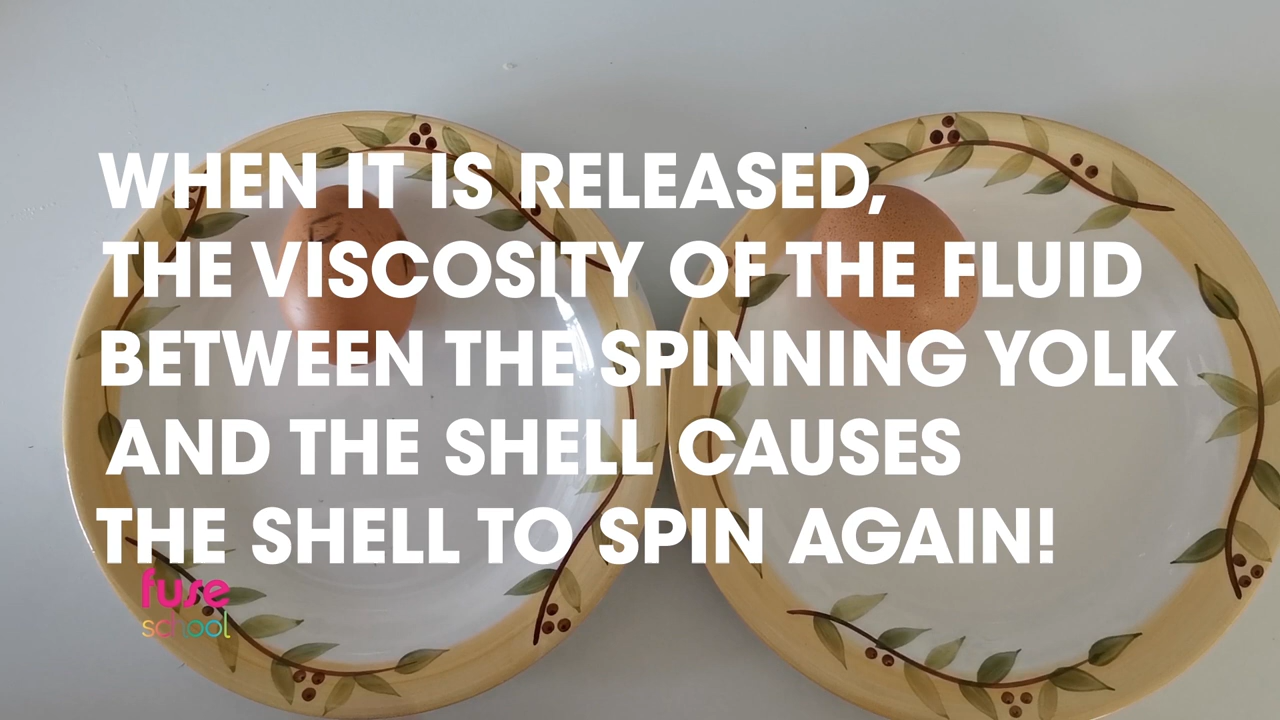 WHEN IT IS RELEASED,
THE VISCOSITY OF THE FLUID
BETWEEN THE SPINNING YOLK
AND THE SHELL CAUSES
THE SHELL TO SPIN AGAIN!
fuse
school